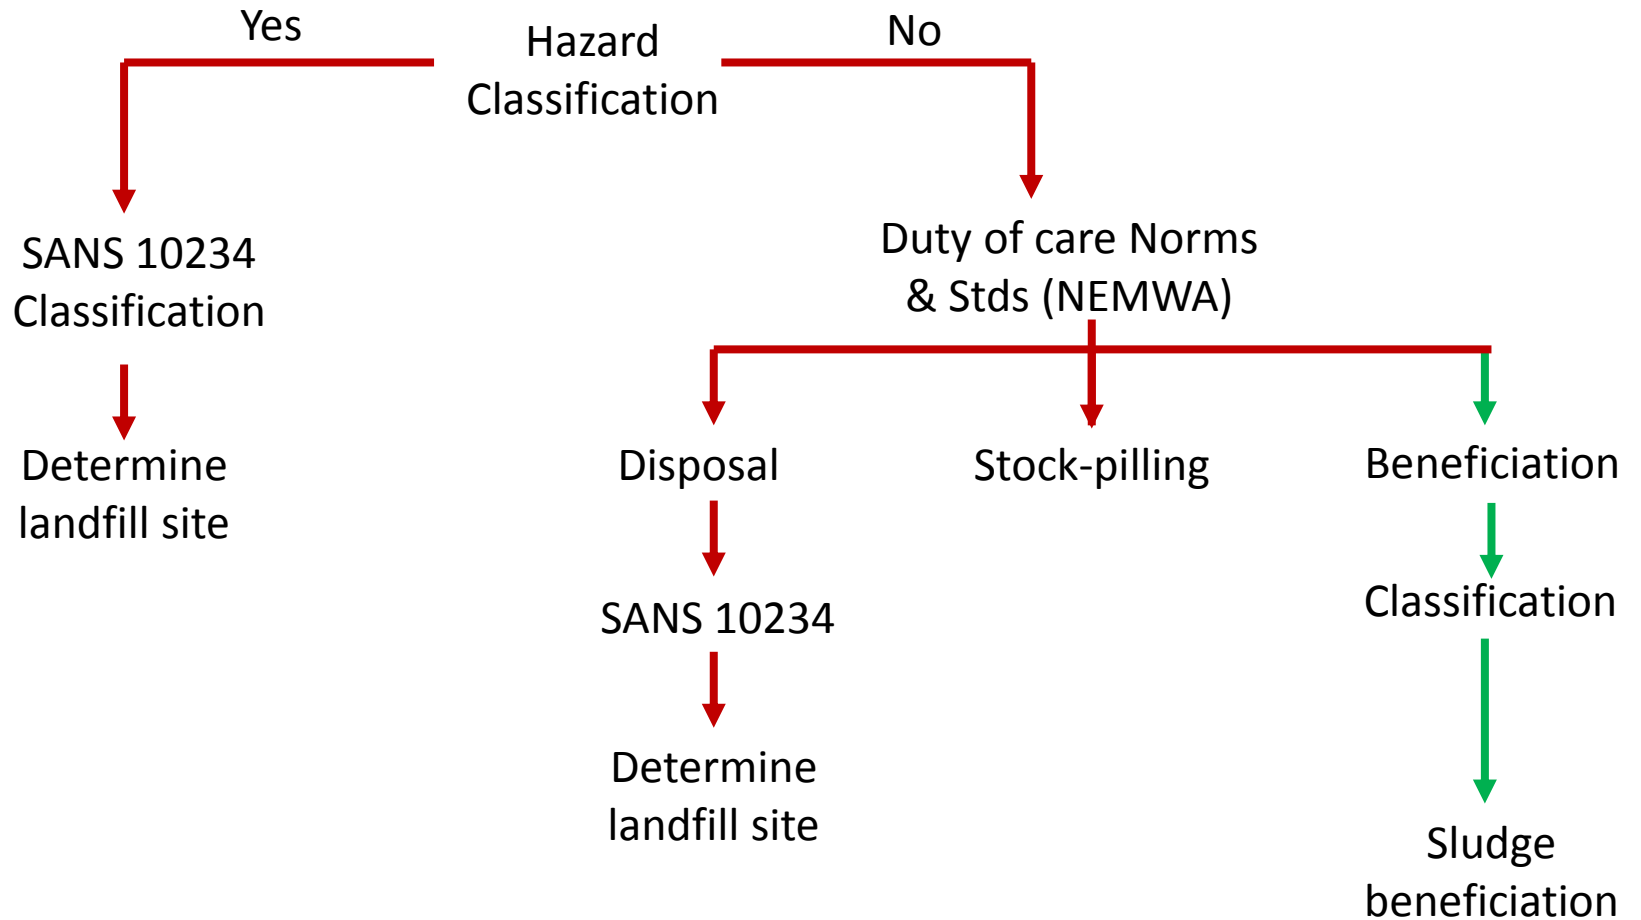 Yes
Hazard
Classification
No
SANS 10234
Classification
Duty of care Norms
& Stds (NEMWA)
Determine
landfill site
Disposal
Stock-pilling
Beneficiation
SANS 10234
Classification
Determine
landfill site
Sludge
beneficiation